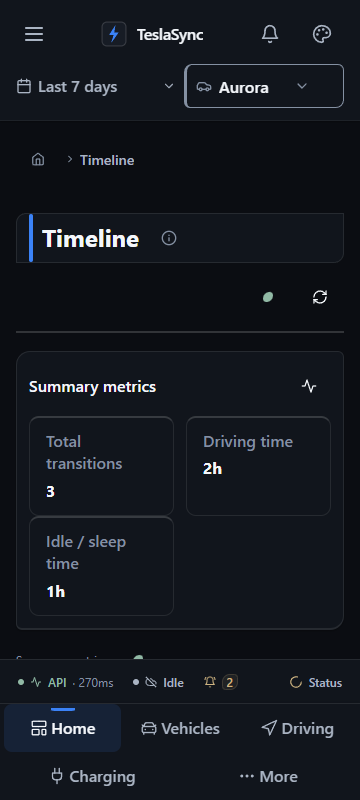 TeslaSync
Last 7 days
Aurora
Timeline
Timeline
Summary metrics
Total
transitions
3
Driving time
2h
Idle / sleep
time
1h
API · 270ms
Idle
2
Status
Home
Vehicles
Driving
Charging
More